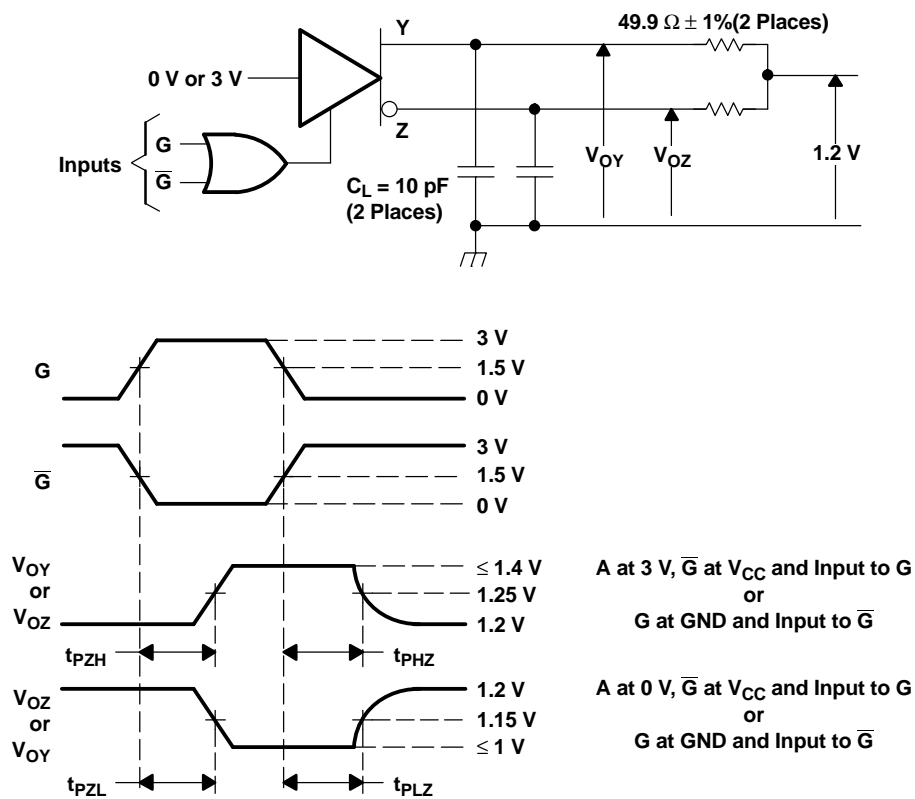 49.9 Ω ± 1%(2 Places)
Y
0 V or 3 V
Z
G
Inputs
G̅
V_OY
V_OZ
1.2 V
C_L = 10 pF
(2 Places)
3 V
G
1.5 V
0 V
3 V
G̅
1.5 V
0 V
V_OY
or
V_OZ
≤ 1.4 V
1.25 V
1.2 V
A at 3 V, G̅ at V_CC and Input to G
or
G at GND and Input to G̅
t_PZH
t_PHZ
V_OZ
or
V_OY
1.2 V
1.15 V
≤ 1 V
A at 0 V, G̅ at V_CC and Input to G
or
G at GND and Input to G̅
t_PZL
t_PLZ